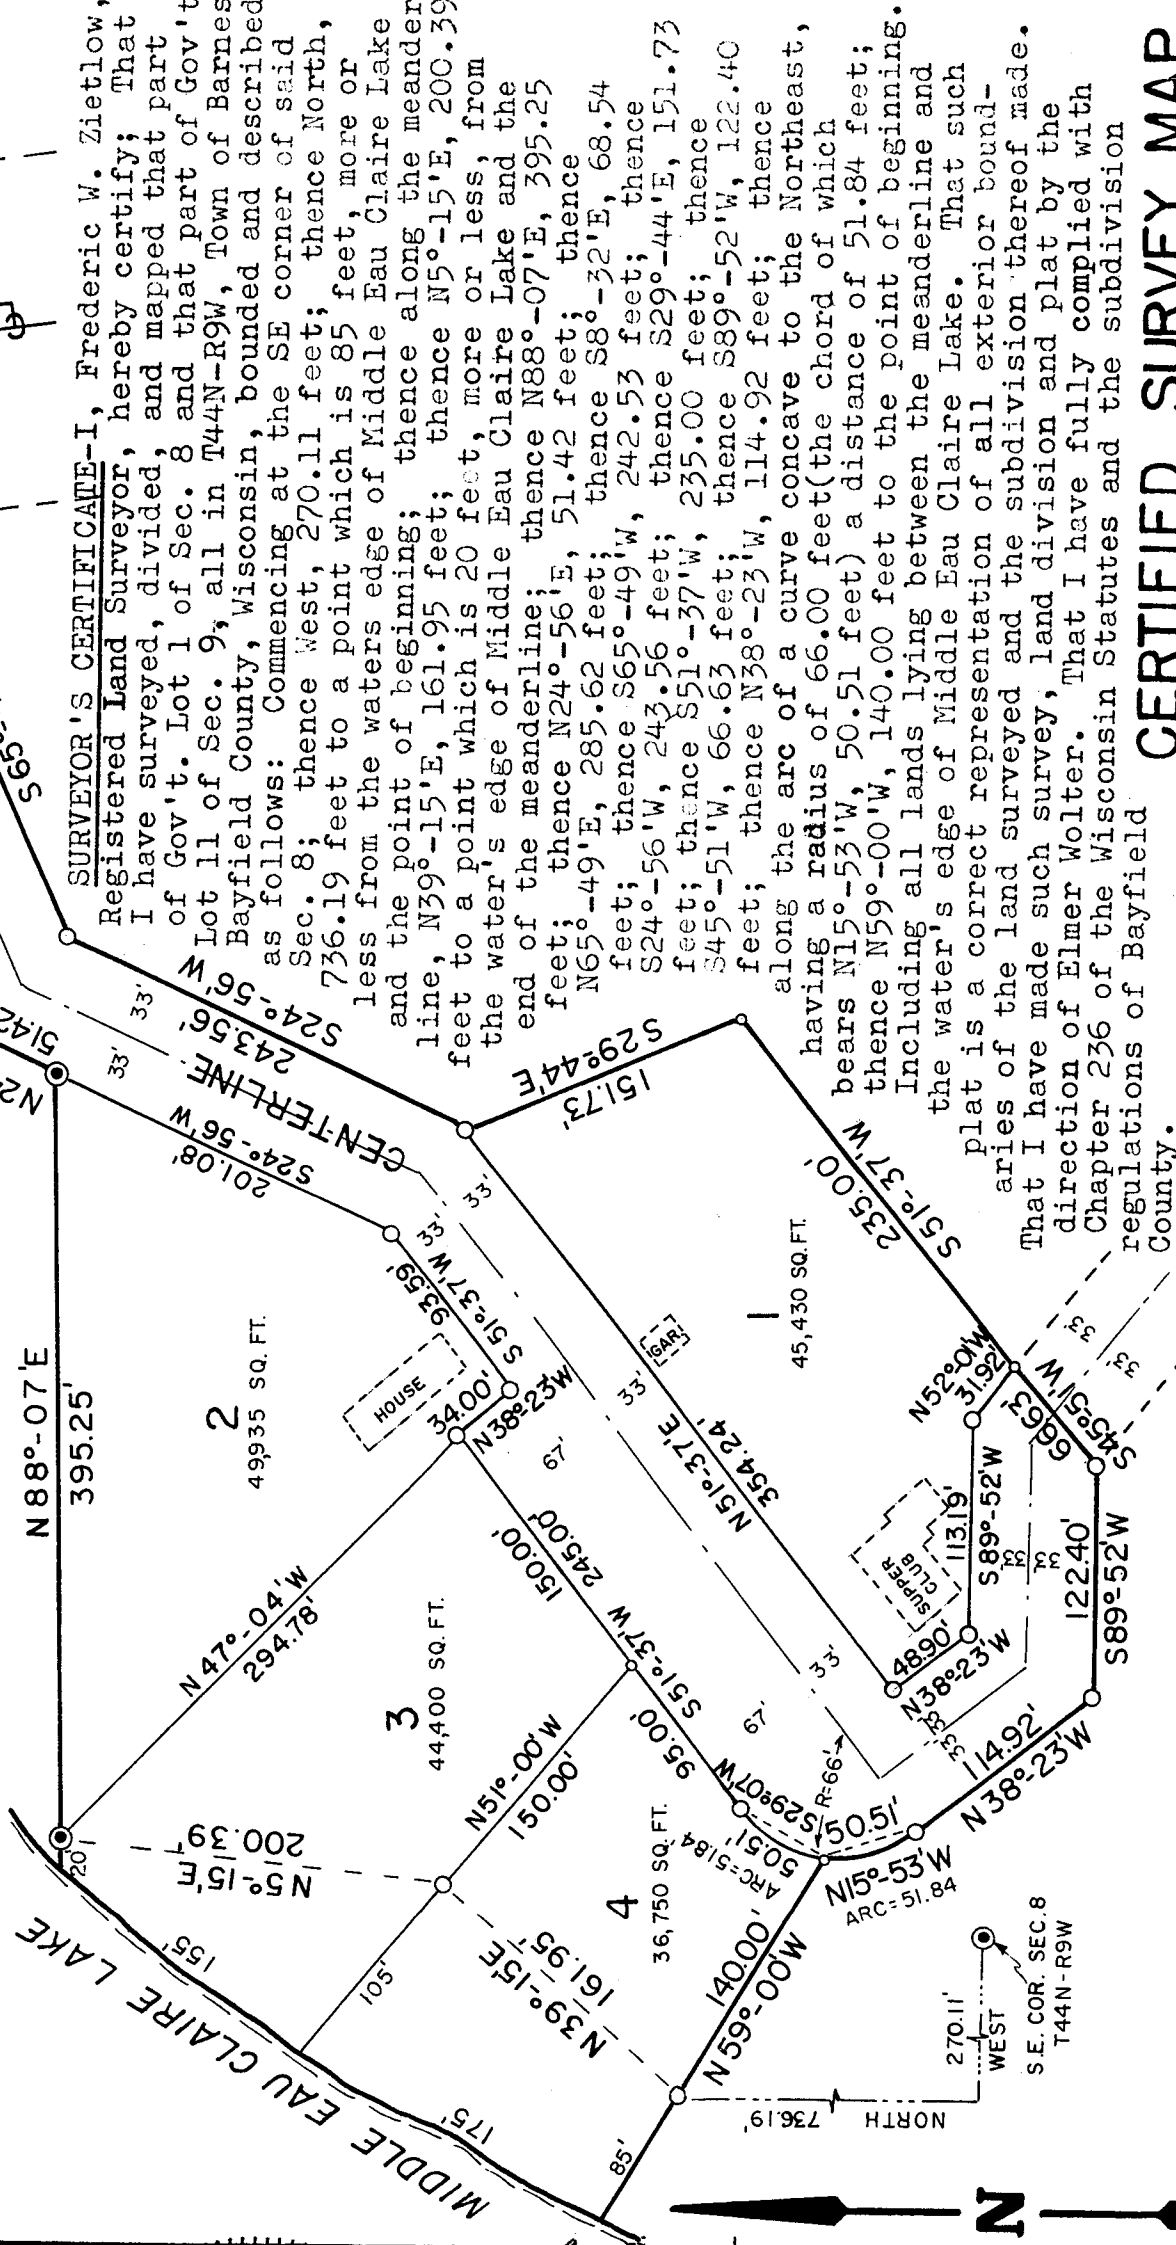 SURVEYOR'S CERTIFICATE-I, Frederic W. Zietlow,
Registered Land Surveyor, hereby certify; That
I have surveyed, divided, and mapped that part
of Gov't. Lot 1 of Sec. 8 and that part of Gov't
Lot 11 of Sec. 9, all in T44N-R9W, Town of Barnes
Bayfield County, Wisconsin, bounded and described
as follows: Commencing at the SE corner of said
Sec. 8; thence West, 270.11 feet; thence North,
736.19 feet to a point which is 85 feet, more or
less from the waters edge of Middle Eau Claire Lake
and the point of beginning; thence along the meander
line, N39°-15'E, 161.95 feet; thence N5°-15'E, 200.39
feet to a point which is 20 feet, more or less, from
the water's edge of Middle Eau Claire Lake and the
end of the meanderline; thence N88°-07'E, 395.25
feet; thence N24°-56'E, 51.42 feet; thence
N65°-49'E, 285.62 feet; thence S8°-32'E, 68.54
feet; thence S65°-49'W, 242.53 feet; thence
S24°-56'W, 243.56 feet; thence S29°-44'E, 151.73
feet; thence S51°-37'W, 235.00 feet; thence
S45°-51'W, 66.63 feet; thence S89°-52'W, 122.40
feet; thence N38°-23'W, 114.92 feet; thence
along the arc of a curve concave to the Northeast,
having a radius of 66.00 feet(the chord of which
bears N15°-53'W, 50.51 feet) a distance of 51.84 feet;
thence N59°-00'W, 140.00 feet to the point of beginning.
Including all lands lying between the meanderline and
the water's edge of Middle Eau Claire Lake. That such
plat is a correct representation of all exterior bound-
aries of the land surveyed and the subdivision thereof made.
That I have made such survey, land division and plat by the
direction of Elmer Wolter. That I have fully complied with
Chapter 236 of the Wisconsin Statutes and the subdivision
regulations of Bayfield
County.
CERTIFIED SURVEY MAP
S65°-
51.42
33'
33'
S24°-56'W
243.56'
CENTERLINE
S24°-56'W
201.08'
N88°-07'E
395.25'
2
49,935 SQ. FT.
HOUSE
93.59'
S 51°-37'W
34.00'
N38°-23'W
33'
33'
S29°-44'E
151.73'
235.00'
S51°-37'W
1
45,430 SQ. FT.
GAR.
33'
N51°-37'E
354.24'
67'
N47°-04'W
294.78'
150.00'
245.00'
S51°-37'W
95.00'
3
44,400 SQ. FT.
N51°-00'W
150.00'
N5°-15'E
200.39'
20'
155'
105'
MIDDLE EAU CLAIRE LAKE
175'
85'
N39°-15'E
161.95'
4
36,750 SQ. FT.
S29°07'W
50.51'
ARC=51.84'
R=66'
67'
33'
50.51'
N15°-53'W
ARC=51.84
140.00'
N59°-00'W
SUPPER
CLUB
48.90'
N38°-23'W
113.19'
S89°-52'W
N52°-01'W
31.92'
66.63'
S45°51'W
33'
33'
33'
33'
122.40'
S89°-52'W
33'
33'
114.92'
N38°-23'W
270.11'
WEST
S.E. COR. SEC. 8
T44N-R9W
736.19'
NORTH
N